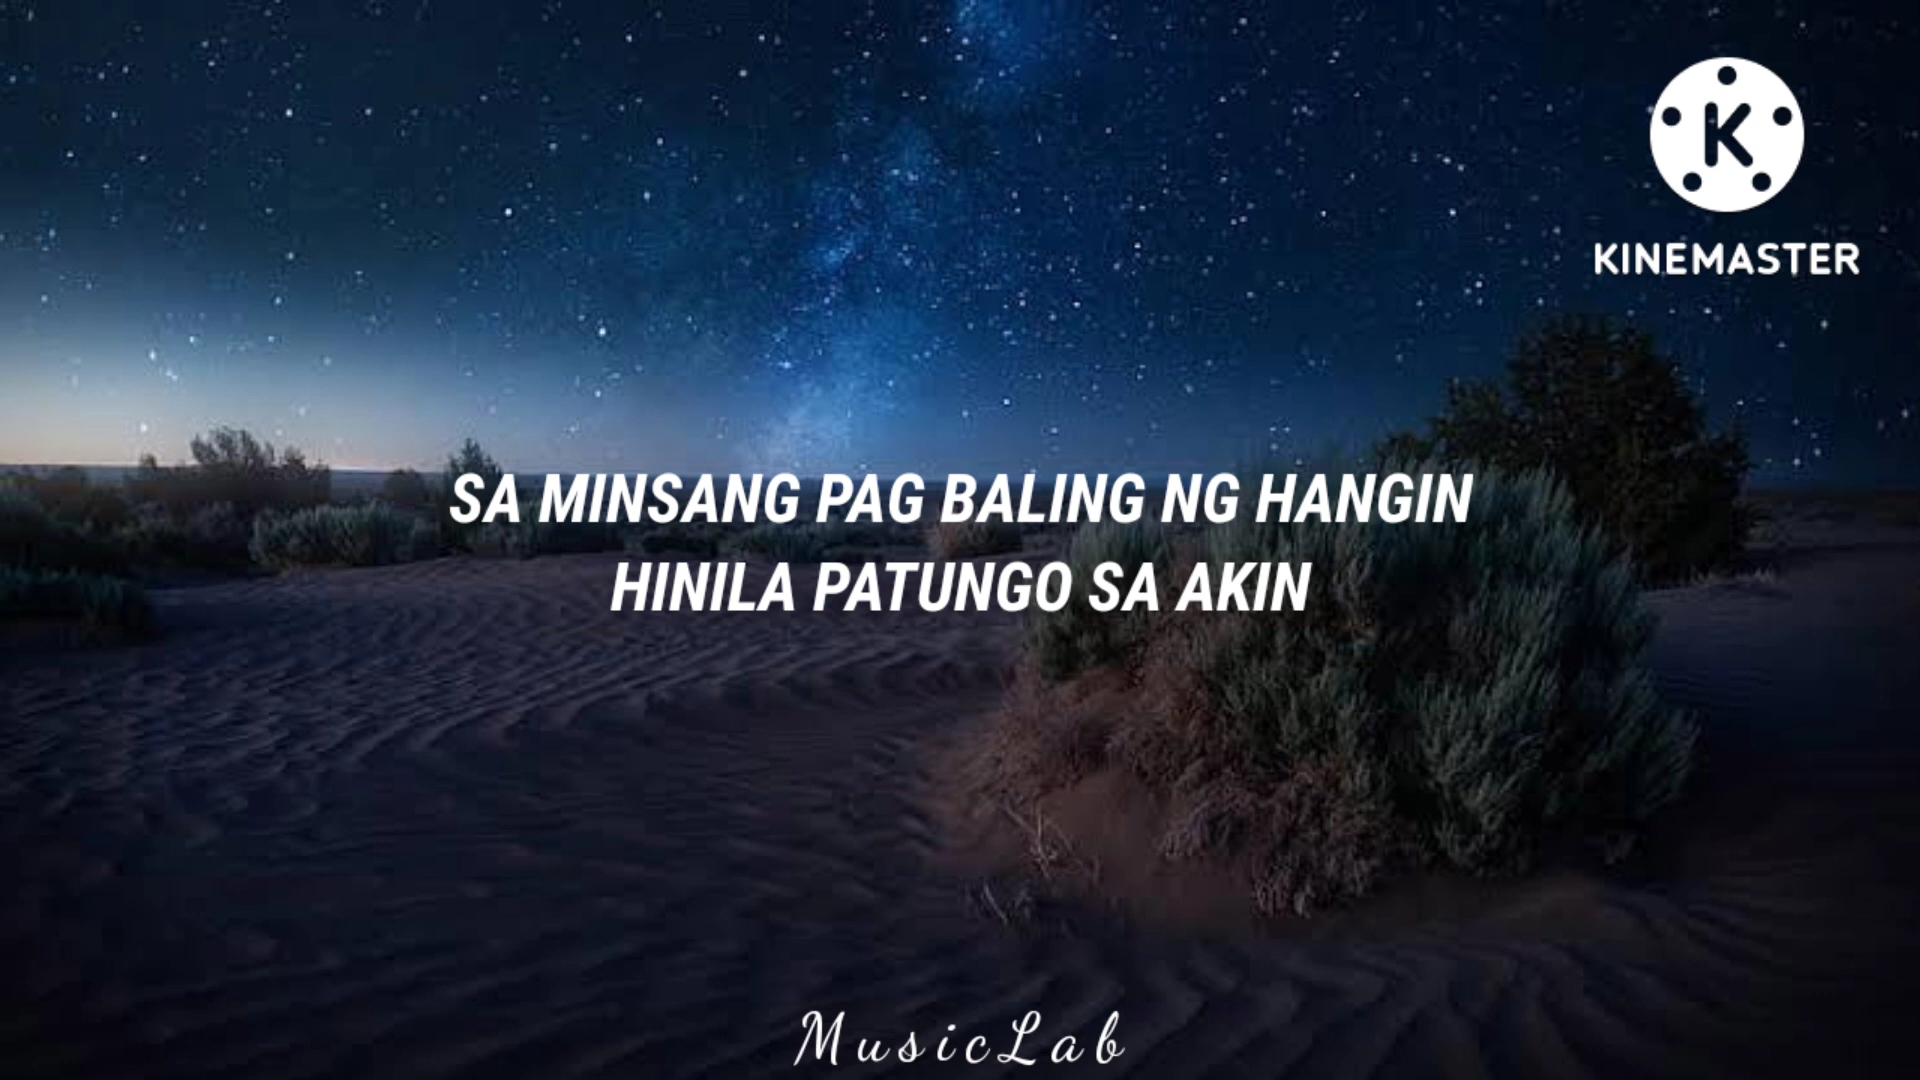 K
KINEMASTER
SA MINSANG PAG BALING NG HANGIN
HINILA PATUNGO SA AKIN
MusicLab